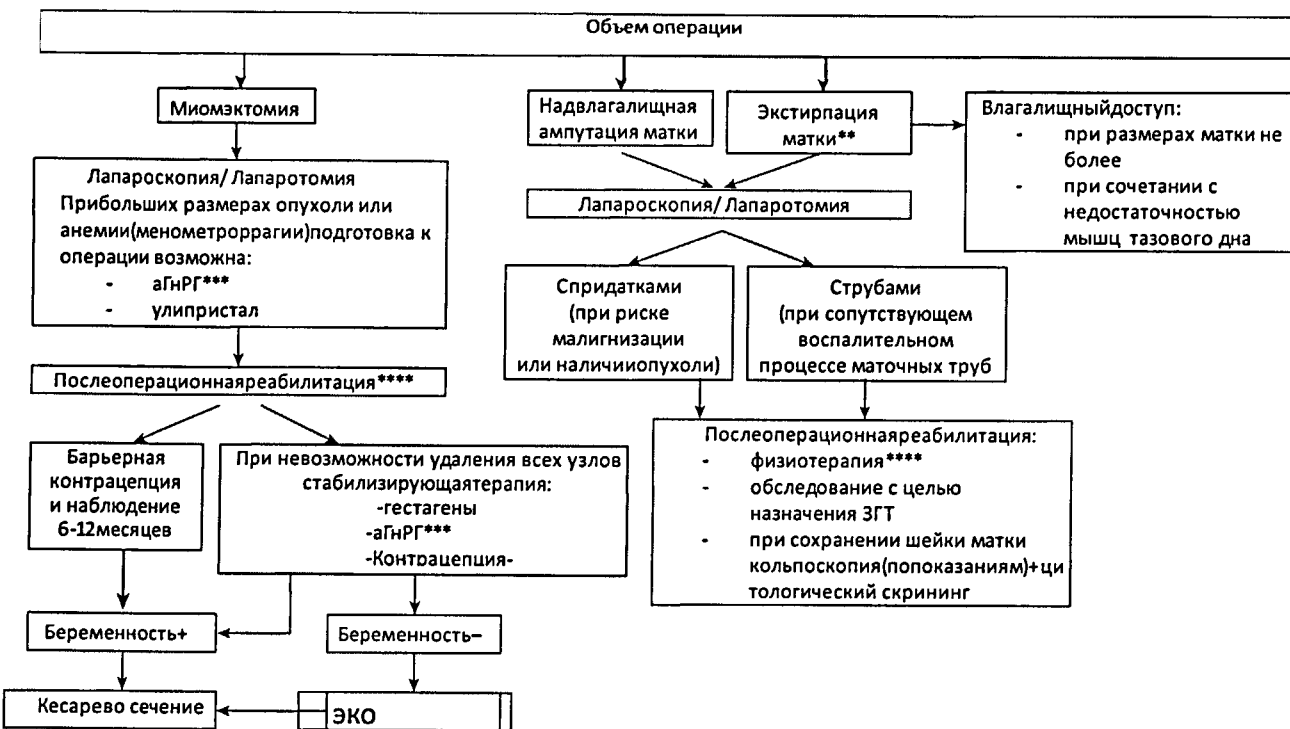 Объем операции
Миомэктомия
Надвлагалищная
ампутация матки
Экстирпация
матки**
Влагалищныйдоступ:
- при размерах матки не
более
- при сочетании с
недостаточностью
мышц тазового дна
Лапароскопия/ Лапаротомия
Прибольших размерах опухоли или
анемии(менометроррагии)подготовка к
операции возможна:
- аГнРГ***
- улипристал
Лапароскопия/ Лапаротомия
Спридатками
(при риске
малигнизации
или наличииопухоли)
Струбами
(при сопутствующем
воспалительном
процессе маточных труб
Послеоперационнаяреабилитация****
Барьерная
контрацепция
и наблюдение
6-12месяцев
При невозможности удаления всех узлов
стабилизирующаятерапия:
-гестагены
-аГнРГ***
-Контрацепция-
Послеоперационнаяреабилитация:
- физиотерапия****
- обследование с целью
назначения ЗГТ
- при сохранении шейки матки
кольпоскопия(попоказаниям)+ци
тологический скрининг
Беременность+
Беременность–
Кесарево сечение
ЭКО